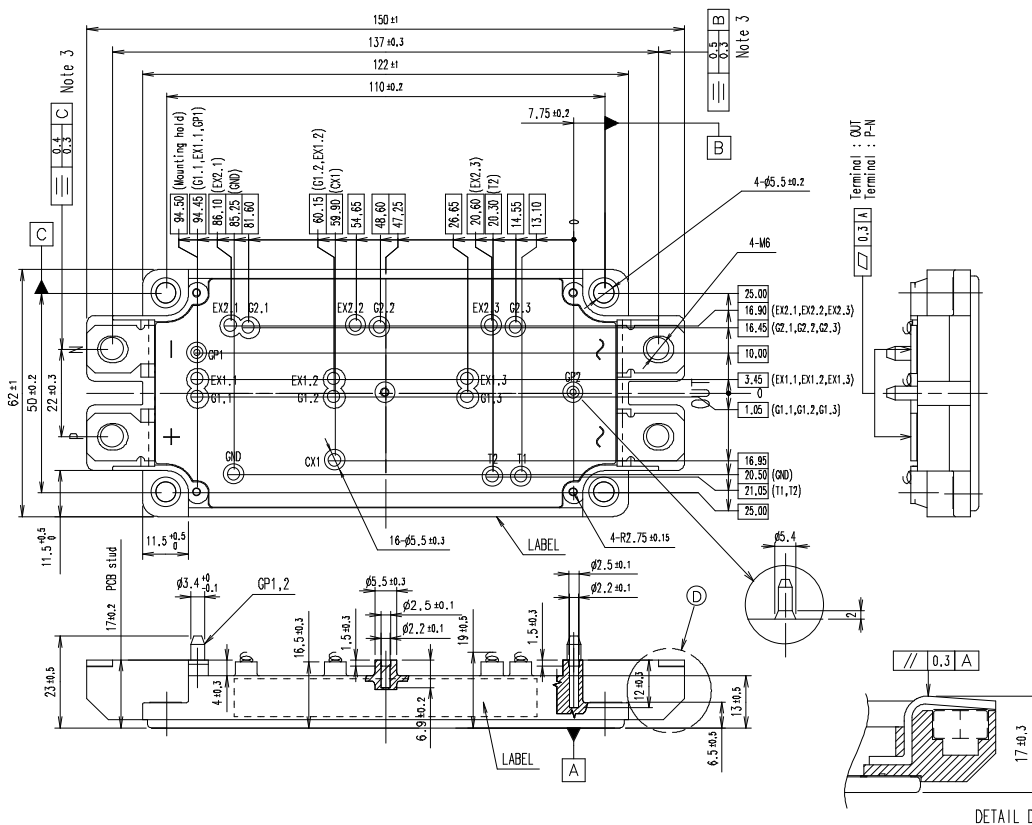 150 ±1
137 ±0.3
122 ±1
110 ±0.2
7.75 ±0.2
0.4
0.3
C
Note 3
0.5
0.3
B
Note 3
C
B
94.50 (Mounting hold)
94.45 (G1.1,EX1.1,GP1)
86.10 (EX2.1)
85.25 (GND)
81.60
60.15 (G1.2,EX1.2)
59.90 (CX1)
54.65
48.60
47.25
26.65
20.60 (EX2.3)
20.30 (T2)
14.55
13.10
0
4-ø5.5 ±0.2
4-M6
Terminal : OUT
Terminal : P-N
0.3 A
EX2.1
G2.1
EX2.2
G2.2
EX2.3
G2.3
N
−
GP1
EX1.1
G1.1
EX1.2
G1.2
EX1.3
G1.3
GP2
OUT
~
P
+
GND
CX1
T2
T1
~
25.00
16.90 (EX2.1,EX2.2,EX2.3)
16.45 (G2.1,G2.2,G2.3)
10.00
3.45 (EX1.1,EX1.2,EX1.3)
0
1.05 (G1.1,G1.2,G1.3)
16.95
20.50 (GND)
21.05 (T1,T2)
25.00
62 ±1
50 ±0.2
22 ±0.3
11.5 +0.5 0
11.5 +0.5 0
16-ø5.5 ±0.3
LABEL
4-R2.75 ±0.15
ø5.4
2
ø3.4 +0 -0.1
GP1,2
17 ±0.2 PCB stud
23 ±0.5
4 ±0.3
16.5 ±0.3
1.5 ±0.3
ø5.5 ±0.3
ø2.5 ±0.1
ø2.2 ±0.1
6.9 ±0.2
19 ±0.5
1.5 ±0.3
ø2.5 ±0.1
ø2.2 ±0.1
12 ±0.3
13 ±0.5
6.5 ±0.5
LABEL
A
D
// 0.3 A
17 ±0.3
DETAIL D